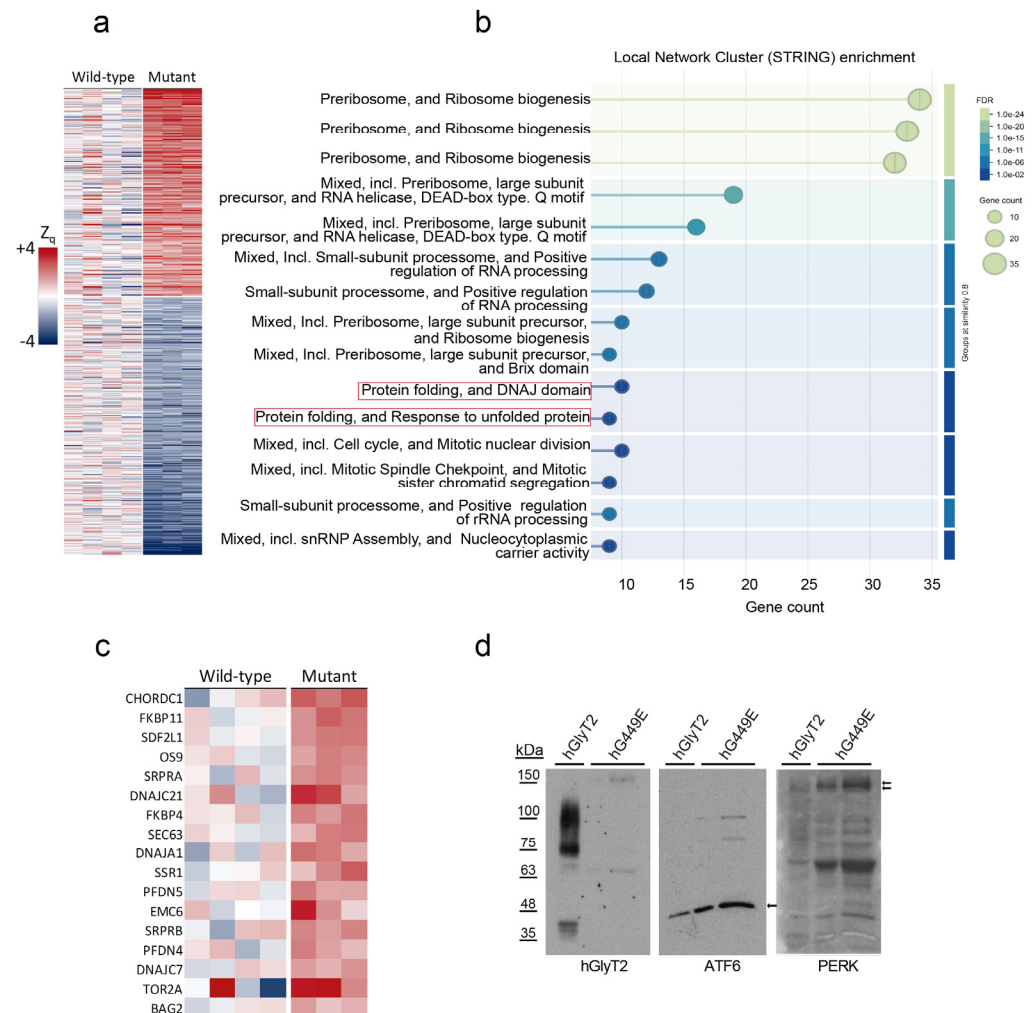 a
b
Wild-type Mutant
Z q
+4
-4
Local Network Cluster (STRING) enrichment
Preribosome, and Ribosome biogenesis
Preribosome, and Ribosome biogenesis
Preribosome, and Ribosome biogenesis
Mixed, incl. Preribosome, large subunit
precursor, and RNA helicase, DEAD-box type. Q motif
Mixed, incl. Preribosome, large subunit
precursor, and RNA helicase, DEAD-box type. Q motif
Mixed, Incl. Small-subunit processome, and Positive
regulation of RNA processing
Small-subunit processome, and Positive regulation
of RNA processing
Mixed, Incl. Preribosome, large subunit precursor,
and Ribosome biogenesis
Mixed, Incl. Preribosome, large subunit precursor,
and Brix domain
Protein folding, and DNAJ domain
Protein folding, and Response to unfolded protein
Mixed, incl. Cell cycle, and Mitotic nuclear division
Mixed, incl. Mitotic Spindle Chekpoint, and Mitotic
sister chromatid segregation
Small-subunit processome, and Positive regulation
of rRNA processing
Mixed, incl. snRNP Assembly, and Nucleocytoplasmic
carrier activity
10 15 20 25 30 35
Gene count
FDR
1.0e-24
1.0e-20
1.0e-15
1.0e-11
1.0e-06
1.0e-02
Gene count
10
20
35
Groups at similarity 0.8
c
Wild-type Mutant
CHORDC1
FKBP11
SDF2L1
OS9
SRPRA
DNAJC21
FKBP4
SEC63
DNAJA1
SSR1
PFDN5
EMC6
SRPRB
PFDN4
DNAJC7
TOR2A
BAG2
d
kDa
hGlyT2 hG449E hGlyT2 hG449E hGlyT2 hG449E
150
100
75
63
48
35
hGlyT2 ATF6 PERK